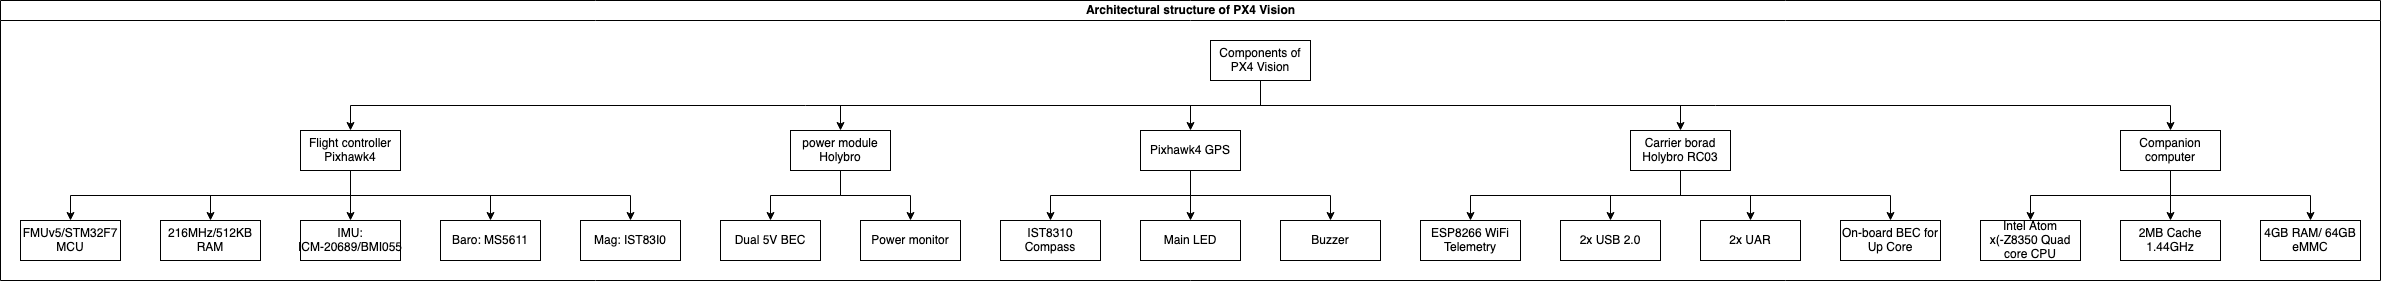 Architectural structure of PX4 Vision
Components of
PX4 Vision
Flight controller
Pixhawk4
power module
Holybro
Pixhawk4 GPS
Carrier borad
Holybro RC03
Companion
computer
FMUv5/STM32F7
MCU
216MHz/512KB
RAM
IMU:
ICM-20689/BMI055
Baro: MS5611
Mag: IST83I0
Dual 5V BEC
Power monitor
IST8310
Compass
Main LED
Buzzer
ESP8266 WiFi
Telemetry
2x USB 2.0
2x UAR
On-board BEC for
Up Core
Intel Atom
x(-Z8350 Quad
core CPU
2MB Cache
1.44GHz
4GB RAM/ 64GB
eMMC